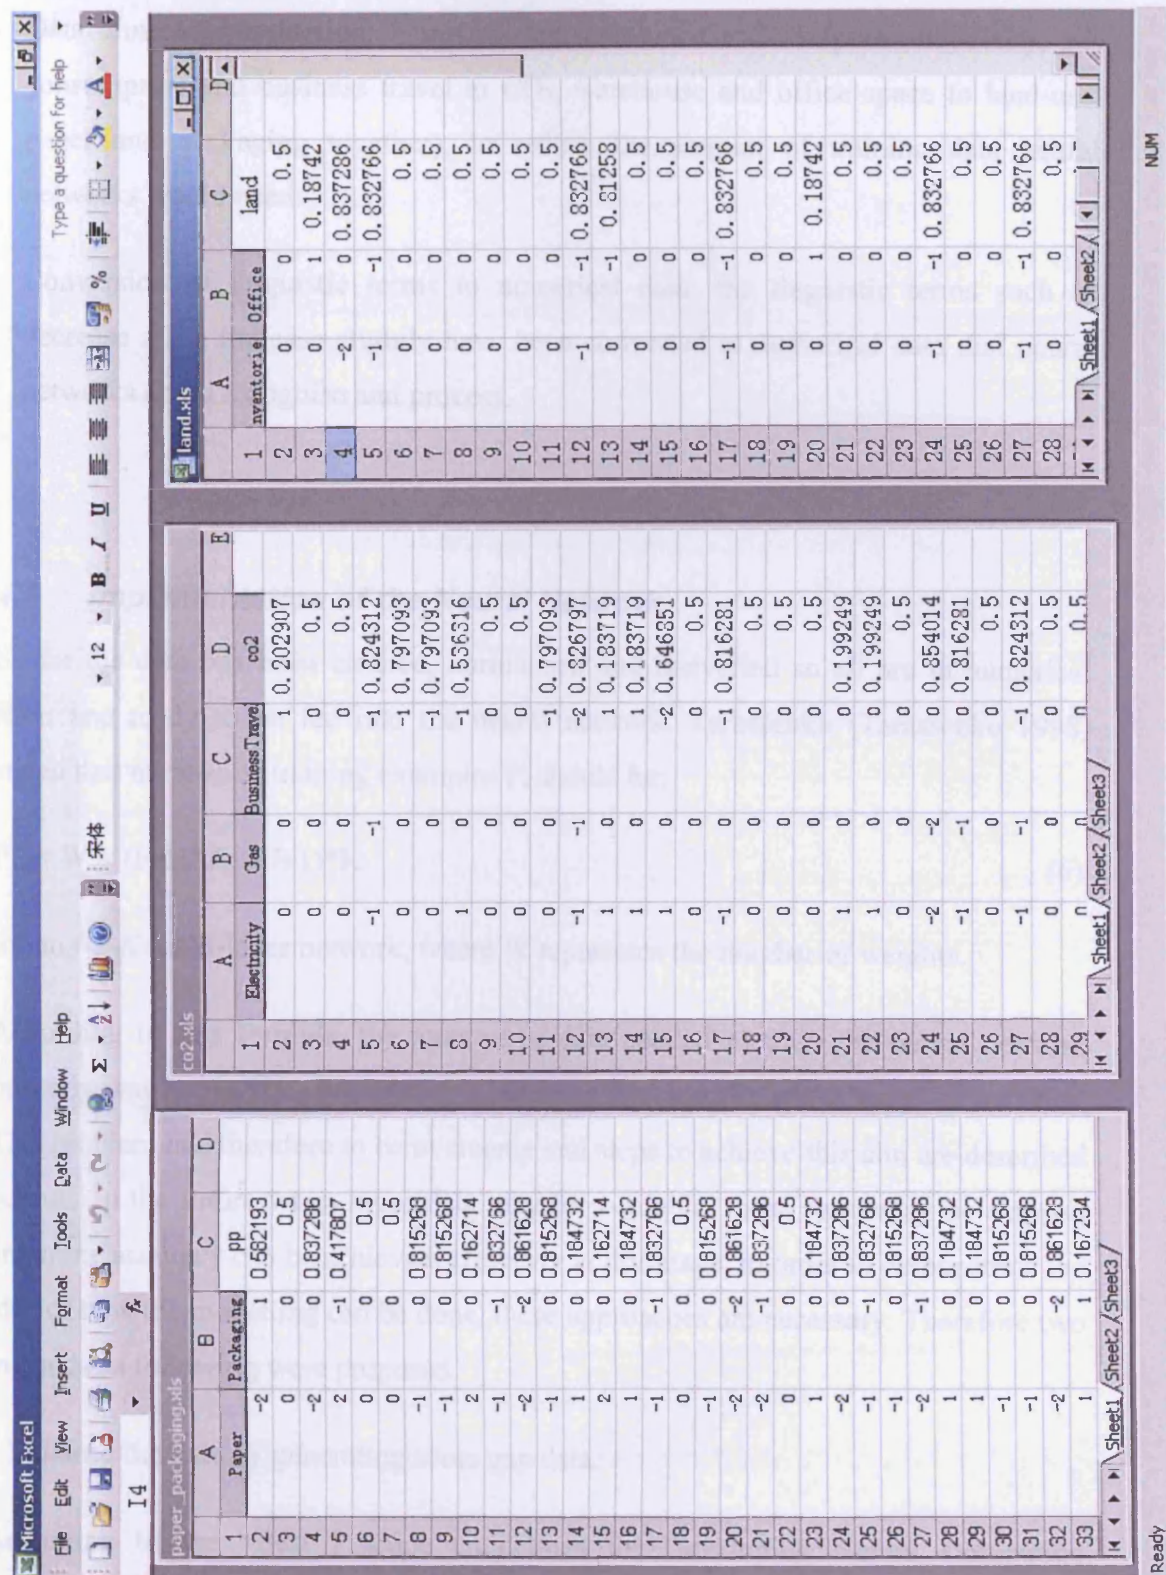 Microsoft Excel
File Edit View Insert Format Tools Data Window Help
Type a question for help
宋体 12 B I U
I4 fx
paper_packaging.xls
A B C D
1 Paper Packaging pp
2 -2 1 0.582193
3 0 0 0.5
4 -2 0 0.837286
5 2 -1 0.417807
6 0 0 0.5
7 0 0 0.5
8 -1 0 0.815268
9 -1 0 0.815268
10 2 0 0.162714
11 -1 -1 0.832766
12 -2 -2 0.861628
13 -1 0 0.815268
14 1 0 0.184732
15 2 0 0.162714
16 1 0 0.184732
17 -1 -1 0.832766
18 0 0 0.5
19 -1 0 0.815268
20 -2 -2 0.861628
21 -2 -1 0.837286
22 0 0 0.5
23 1 0 0.184732
24 -2 0 0.837286
25 -1 -1 0.832766
26 -1 0 0.815268
27 -2 -1 0.837286
28 1 0 0.184732
29 1 0 0.184732
30 -1 0 0.815268
31 -1 0 0.815268
32 -2 -2 0.861628
33 1 1 0.167234
Sheet1 Sheet2 Sheet3
co2.xls
A B C D E
1 Electricity Gas BusinessTravel co2
2 0 0 1 0.202907
3 0 0 0 0.5
4 0 0 0 0.5
5 -1 -1 -1 0.824312
6 0 0 -1 0.797093
7 0 0 -1 0.797093
8 1 0 -1 0.536316
9 0 0 0 0.5
10 0 0 0 0.5
11 0 0 -1 0.797093
12 -1 -1 -2 0.826797
13 1 0 1 0.183719
14 1 0 1 0.183719
15 1 0 -2 0.646851
16 0 0 0 0.5
17 -1 0 -1 0.816281
18 0 0 0 0.5
19 0 0 0 0.5
20 0 0 0 0.5
21 1 0 0 0.199249
22 1 0 0 0.199249
23 0 0 0 0.5
24 -2 -2 0 0.854014
25 -1 -1 0 0.816281
26 0 0 0 0.5
27 -1 -1 -1 0.824312
28 0 0 0 0.5
29 0 0 0 0.5
Sheet1 Sheet2 Sheet3
land.xls
A B C D
1 nventorie Office land
2 0 0 0.5
3 0 1 0.18742
4 -2 0 0.837286
5 -1 -1 0.832766
6 0 0 0.5
7 0 0 0.5
8 0 0 0.5
9 0 0 0.5
10 0 0 0.5
11 0 0 0.5
12 -1 -1 0.832766
13 0 -1 0.81258
14 0 0 0.5
15 0 0 0.5
16 0 0 0.5
17 -1 -1 0.832766
18 0 0 0.5
19 0 0 0.5
20 0 1 0.18742
21 0 0 0.5
22 0 0 0.5
23 0 0 0.5
24 -1 -1 0.832766
25 0 0 0.5
26 0 0 0.5
27 -1 -1 0.832766
28 0 0 0.5
Sheet1 Sheet2
Ready NUM